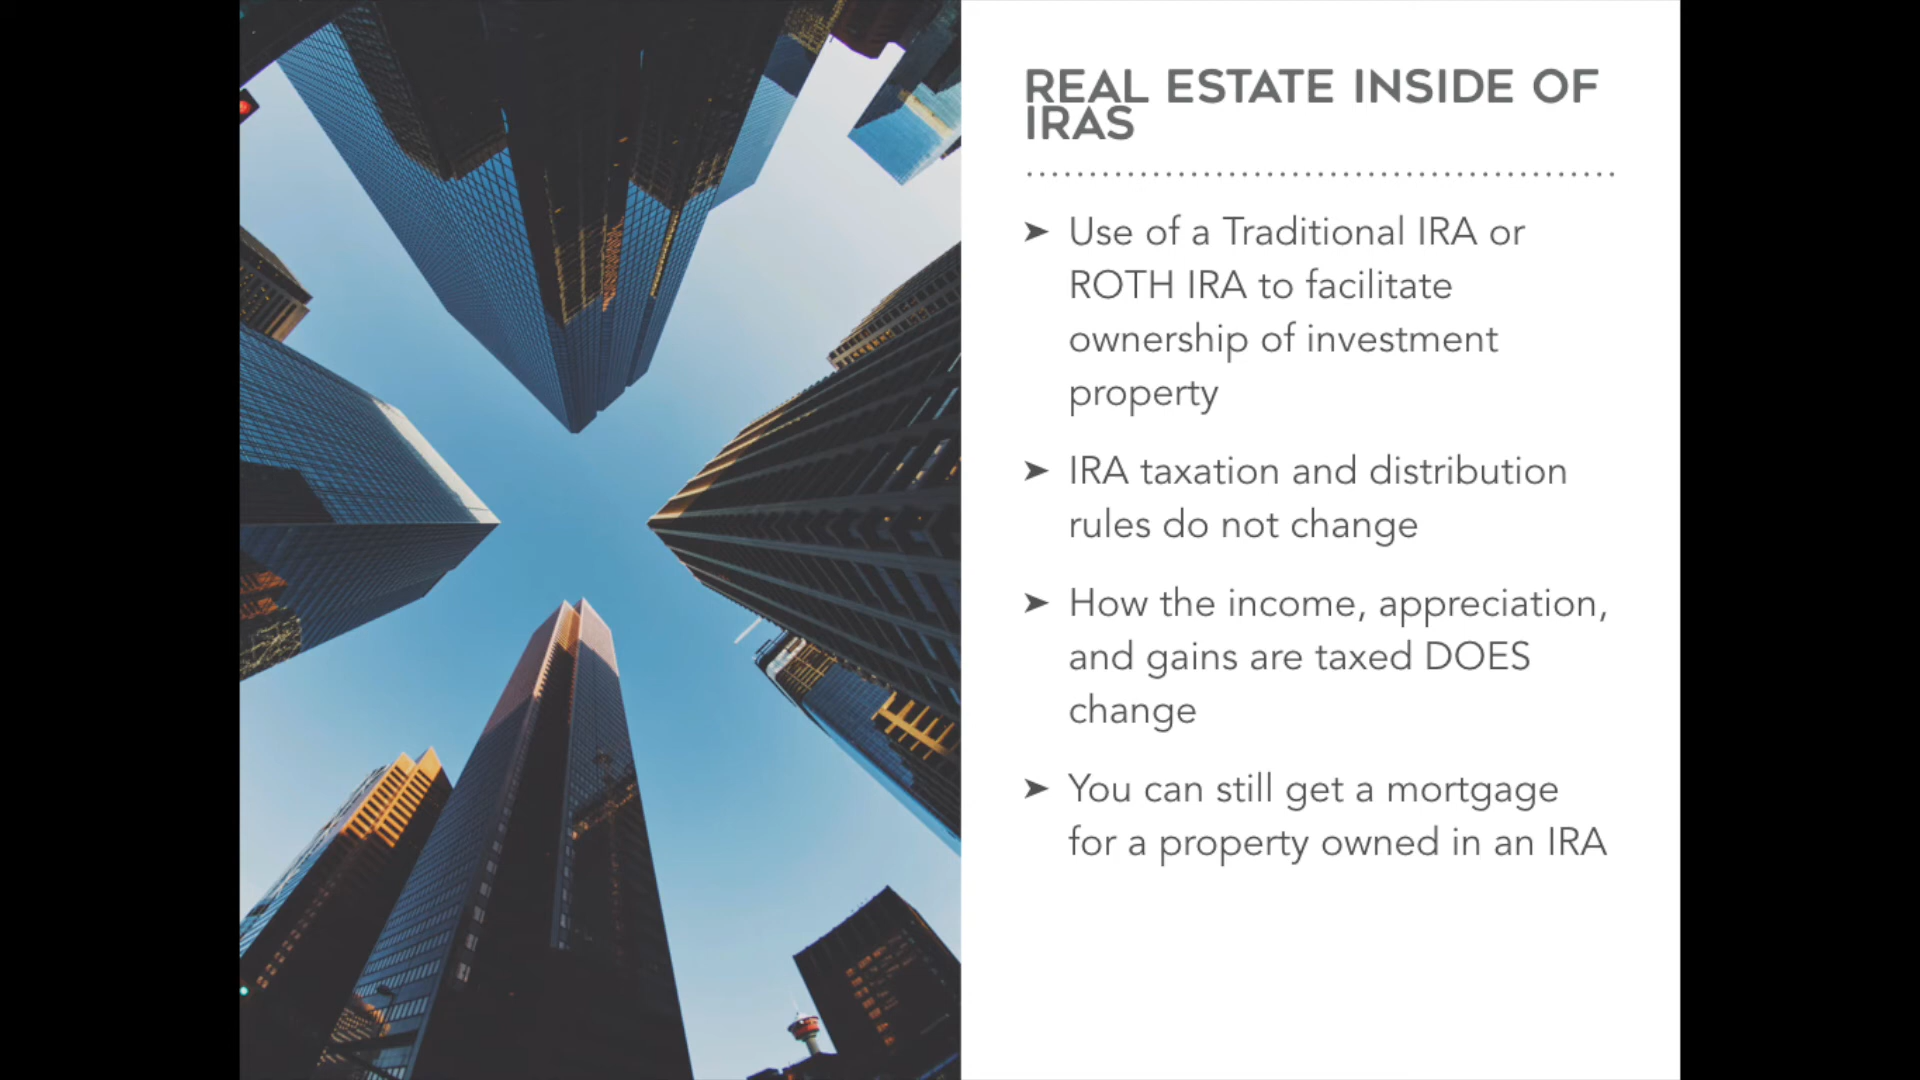 REAL ESTATE INSIDE OF
IRAS
➤ Use of a Traditional IRA or
ROTH IRA to facilitate
ownership of investment
property
➤ IRA taxation and distribution
rules do not change
➤ How the income, appreciation,
and gains are taxed DOES
change
➤ You can still get a mortgage
for a property owned in an IRA